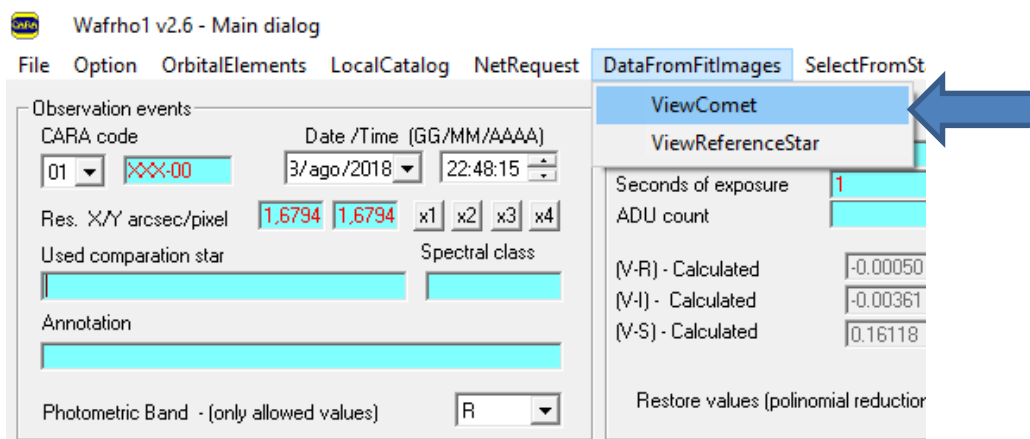 CARA
Wafrho1 v2.6 - Main dialog
File Option OrbitalElements LocalCatalog NetRequest DataFromFitImages SelectFromSt
ViewComet
ViewReferenceStar
Observation events
CARA code Date /Time (GG/MM/AAAA)
01 XXX-00 3/ago/2018 22:48:15
Res. X/Y arcsec/pixel 1,6794 1,6794 x1 x2 x3 x4
Used comparation star Spectral class
Annotation
Photometric Band - (only allowed values) R
Seconds of exposure 1
ADU count
(V-R) - Calculated -0.00050
(V-I) - Calculated -0.00361
(V-S) - Calculated 0.16118
Restore values (polinomial reduction